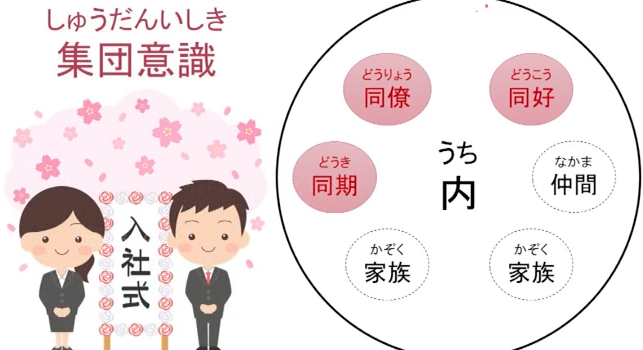 しゅうだんいしき
集団意識
入社式
どうりょう
同僚
どうこう
同好
どうき
同期
うち
内
なかま
仲間
かぞく
家族
かぞく
家族